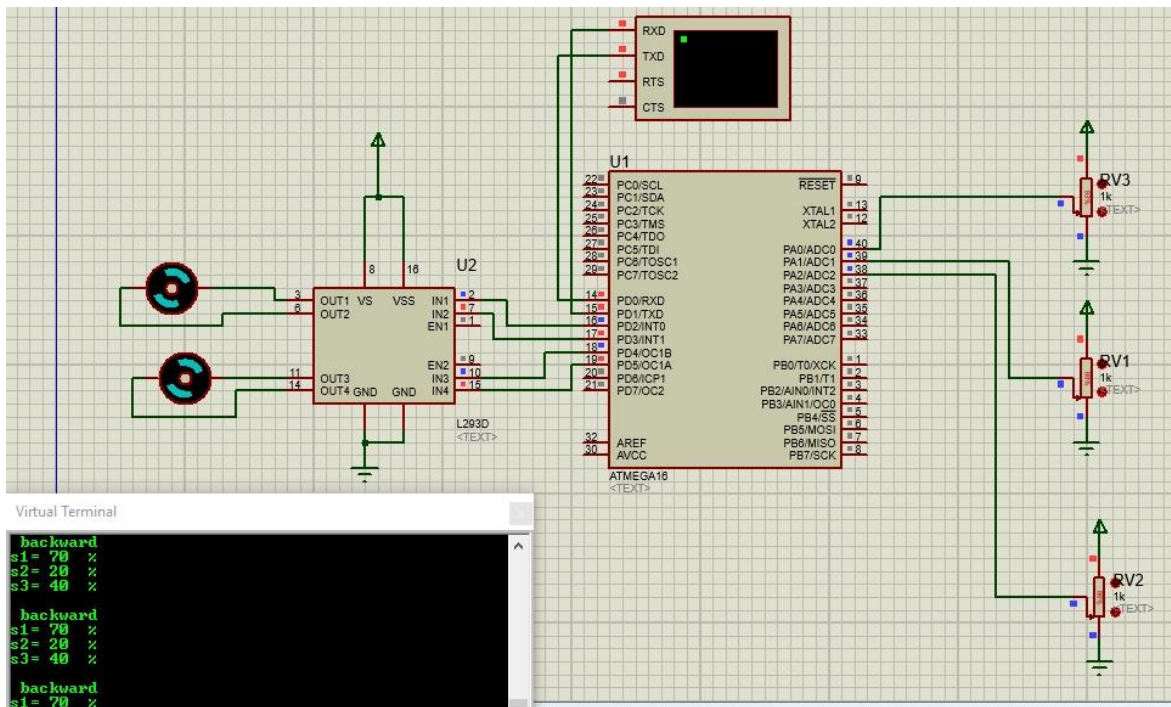 RXD
TXD
RTS
CTS
U1
22 PC0/SCL
23 PC1/SDA
24 PC2/TCK
25 PC3/TMS
26 PC4/TDO
27 PC5/TDI
28 PC6/TOSC1
29 PC7/TOSC2
14 PD0/RXD
15 PD1/TXD
16 PD2/INT0
17 PD3/INT1
18 PD4/OC1B
19 PD5/OC1A
20 PD6/ICP1
21 PD7/OC2
32 AREF
30 AVCC
RESET 9
XTAL1 13
XTAL2 12
PA0/ADC0 40
PA1/ADC1 39
PA2/ADC2 38
PA3/ADC3 37
PA4/ADC4 36
PA5/ADC5 35
PA6/ADC6 34
PA7/ADC7 33
PB0/T0/XCK 1
PB1/T1 2
PB2/AIN0/INT2 3
PB3/AIN1/OC0 4
PB4/SS 5
PB5/MOSI 6
PB6/MISO 7
PB7/SCK 8
ATMEGA16
<TEXT>
U2
8 16
3 OUT1 VS VSS IN1 2
6 OUT2 IN2 7
EN1 1
EN2 9
11 OUT3 IN3 10
14 OUT4 GND GND IN4 15
L293D
<TEXT>
RV3
1k
<TEXT>
RV1
1k
<TEXT>
RV2
1k
<TEXT>
Virtual Terminal
backward
s1= 70 %
s2= 20 %
s3= 40 %
backward
s1= 70 %
s2= 20 %
s3= 40 %
backward
s1= 70 %